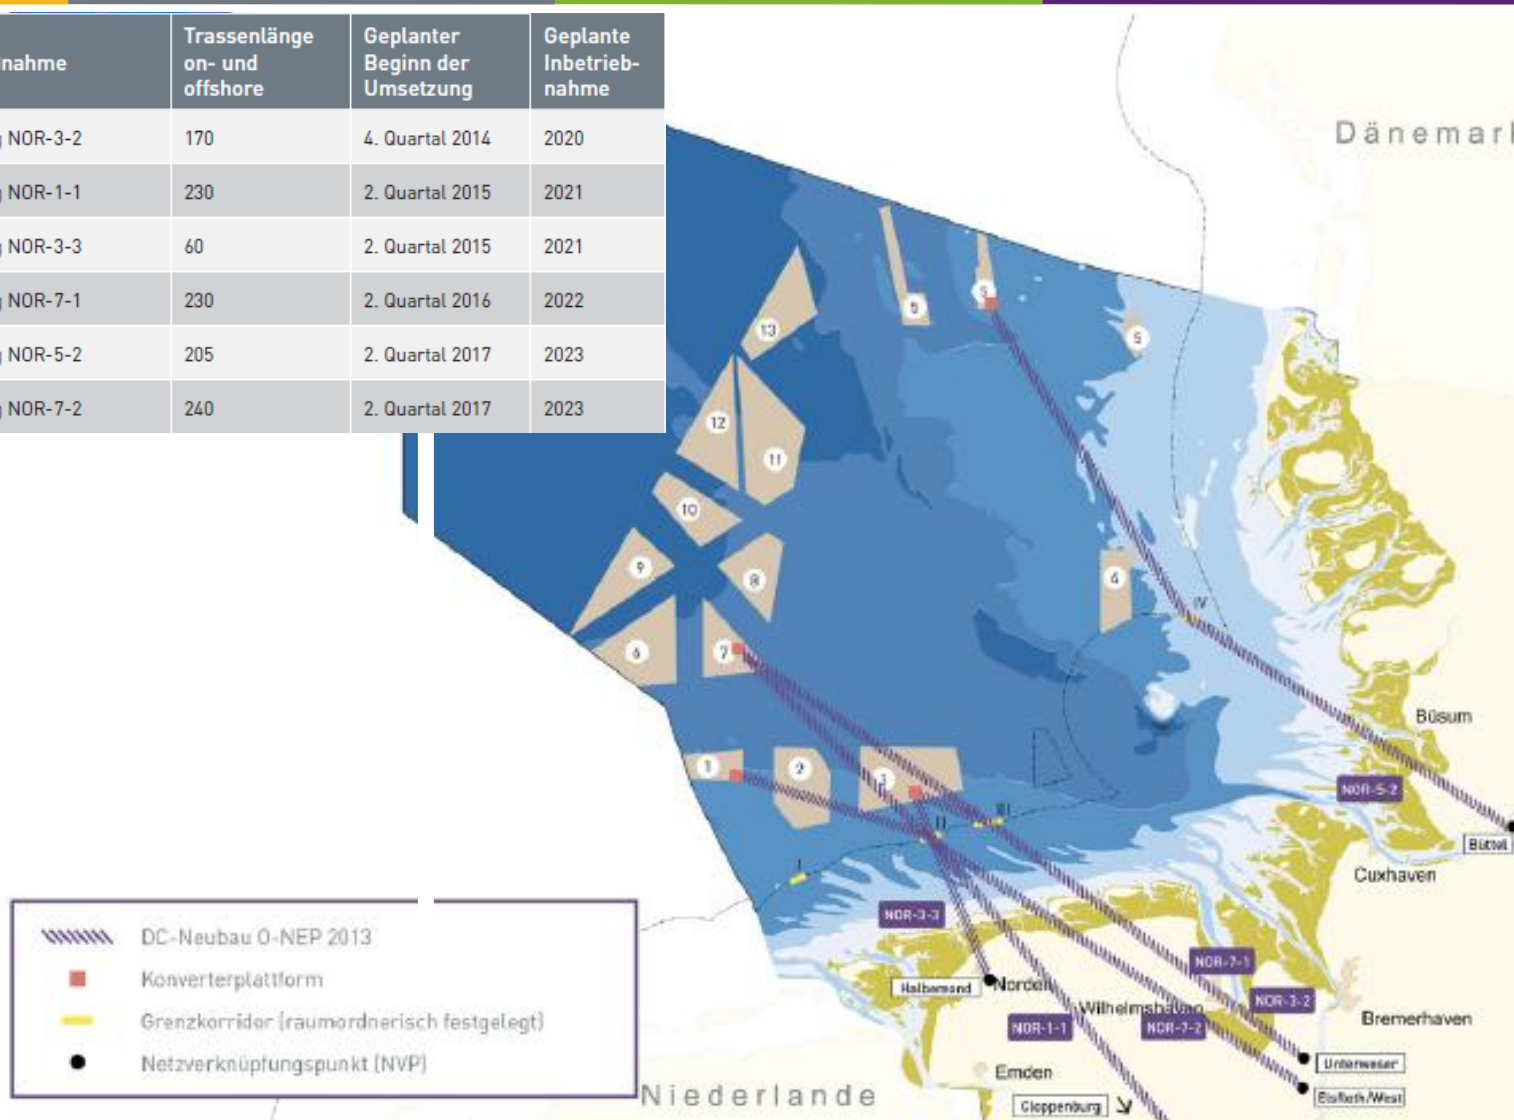 nahme
Trassenlänge
on- und
offshore
Geplanter
Beginn der
Umsetzung
Geplante
Inbetrieb-
nahme
NOR-3-2
170
4. Quartal 2014
2020
NOR-1-1
230
2. Quartal 2015
2021
NOR-3-3
60
2. Quartal 2015
2021
NOR-7-1
230
2. Quartal 2016
2022
NOR-5-2
205
2. Quartal 2017
2023
NOR-7-2
240
2. Quartal 2017
2023
Dänemark
5
5
5
13
12
11
10
9
8
4
6
7
IV
1
2
3
II
III
I
Büsum
NOR-5-2
Büttel
Cuxhaven
NOR-3-3
NOR-7-1
Halbemond
Norden
NOR-3-2
Wilhelmshaven
NOR-1-1
NOR-7-2
Bremerhaven
Unterweser
Elsfleth/West
Emden
Cloppenburg
Niederlande
DC-Neubau O-NEP 2013
Konverterplattform
Grenzkorridor (raumordnerisch festgelegt)
Netzverknüpfungspunkt (NVP)